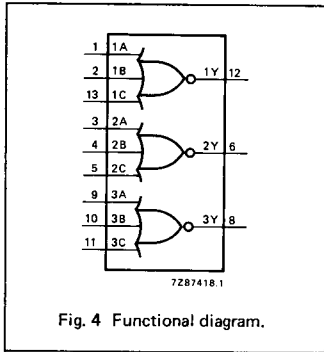 1 1A
2 1B 1Y 12
13 1C
3 2A
4 2B 2Y 6
5 2C
9 3A
10 3B 3Y 8
11 3C
7Z87418.1
Fig. 4 Functional diagram.